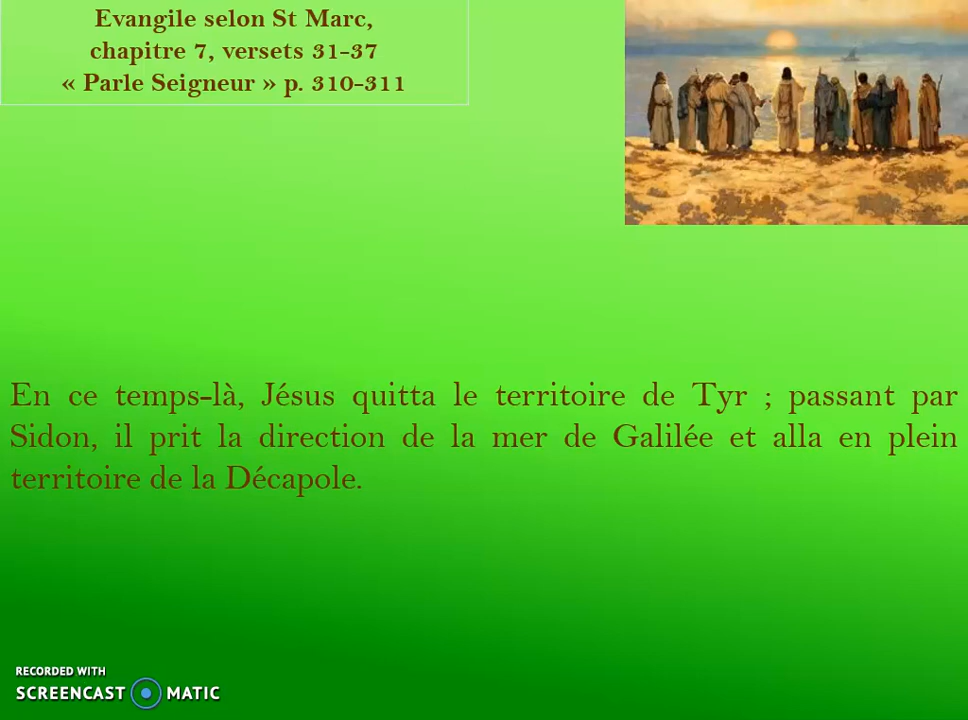 Evangile selon St Marc,
chapitre 7, versets 31-37
« Parle Seigneur » p. 310-311
En ce temps-là, Jésus quitta le territoire de Tyr ; passant par
Sidon, il prit la direction de la mer de Galilée et alla en plein
territoire de la Décapole.
RECORDED WITH
SCREENCAST MATIC